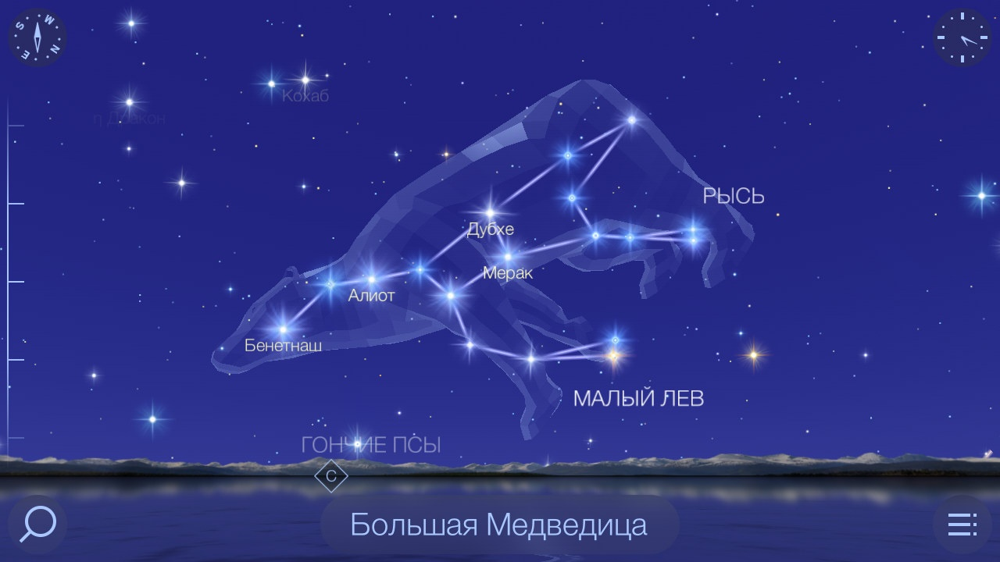 S M
E N
Кохаб
η Дракон
РЫСЬ
Дубхе
Мерак
Алиот
Бенетнаш
МАЛЫЙ ЛЕВ
ГОНЧИЕ ПСЫ
С
Большая Медведица